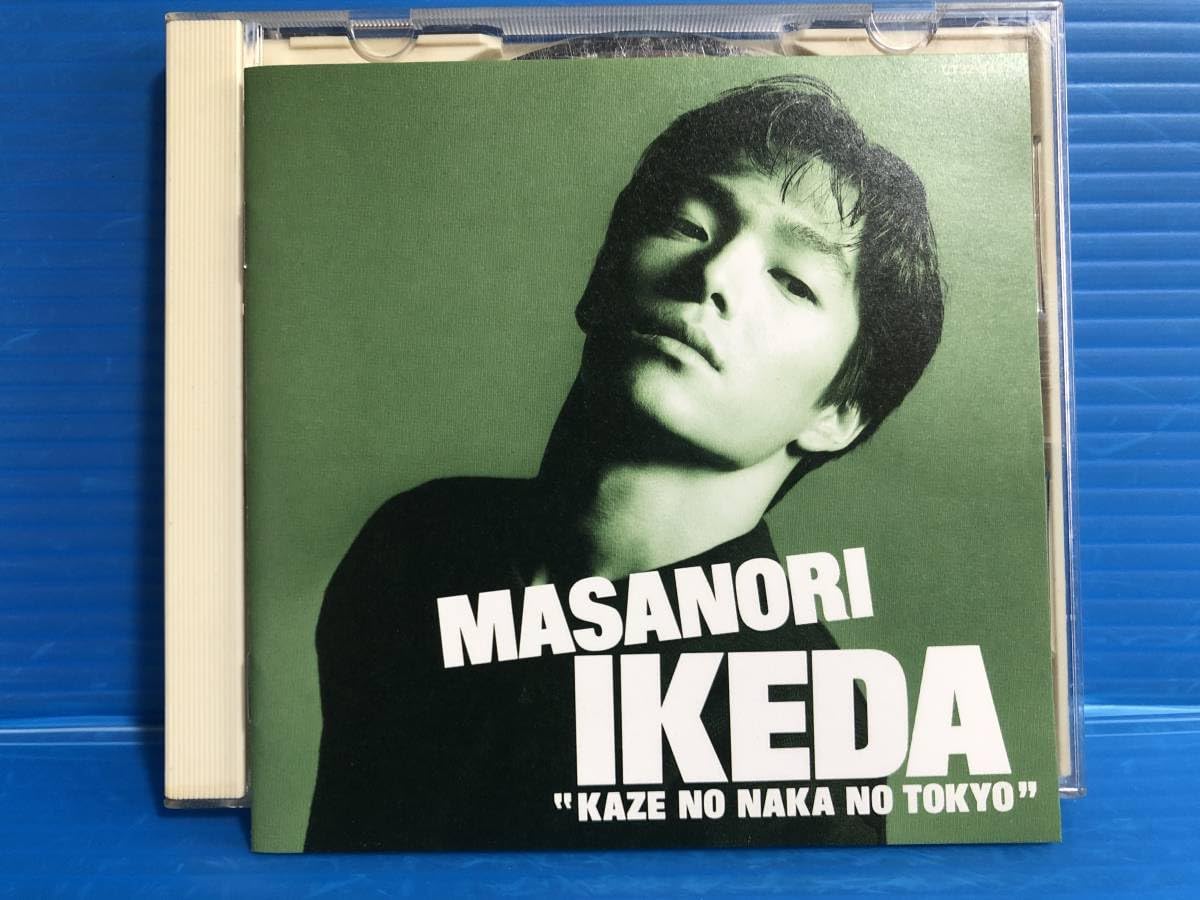 MASANORI
IKEDA
"KAZE NO NAKA NO TOKYO"